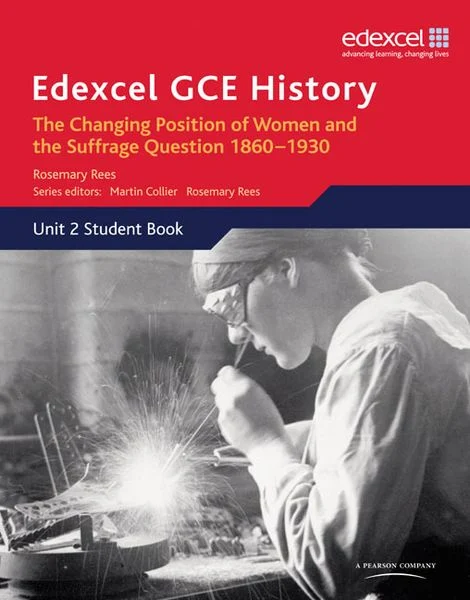 edexcel
advancing learning, changing lives
Edexcel GCE History
The Changing Position of Women and
the Suffrage Question 1860–1930
Rosemary Rees
Series editors: Martin Collier Rosemary Rees
Unit 2 Student Book
A PEARSON COMPANY